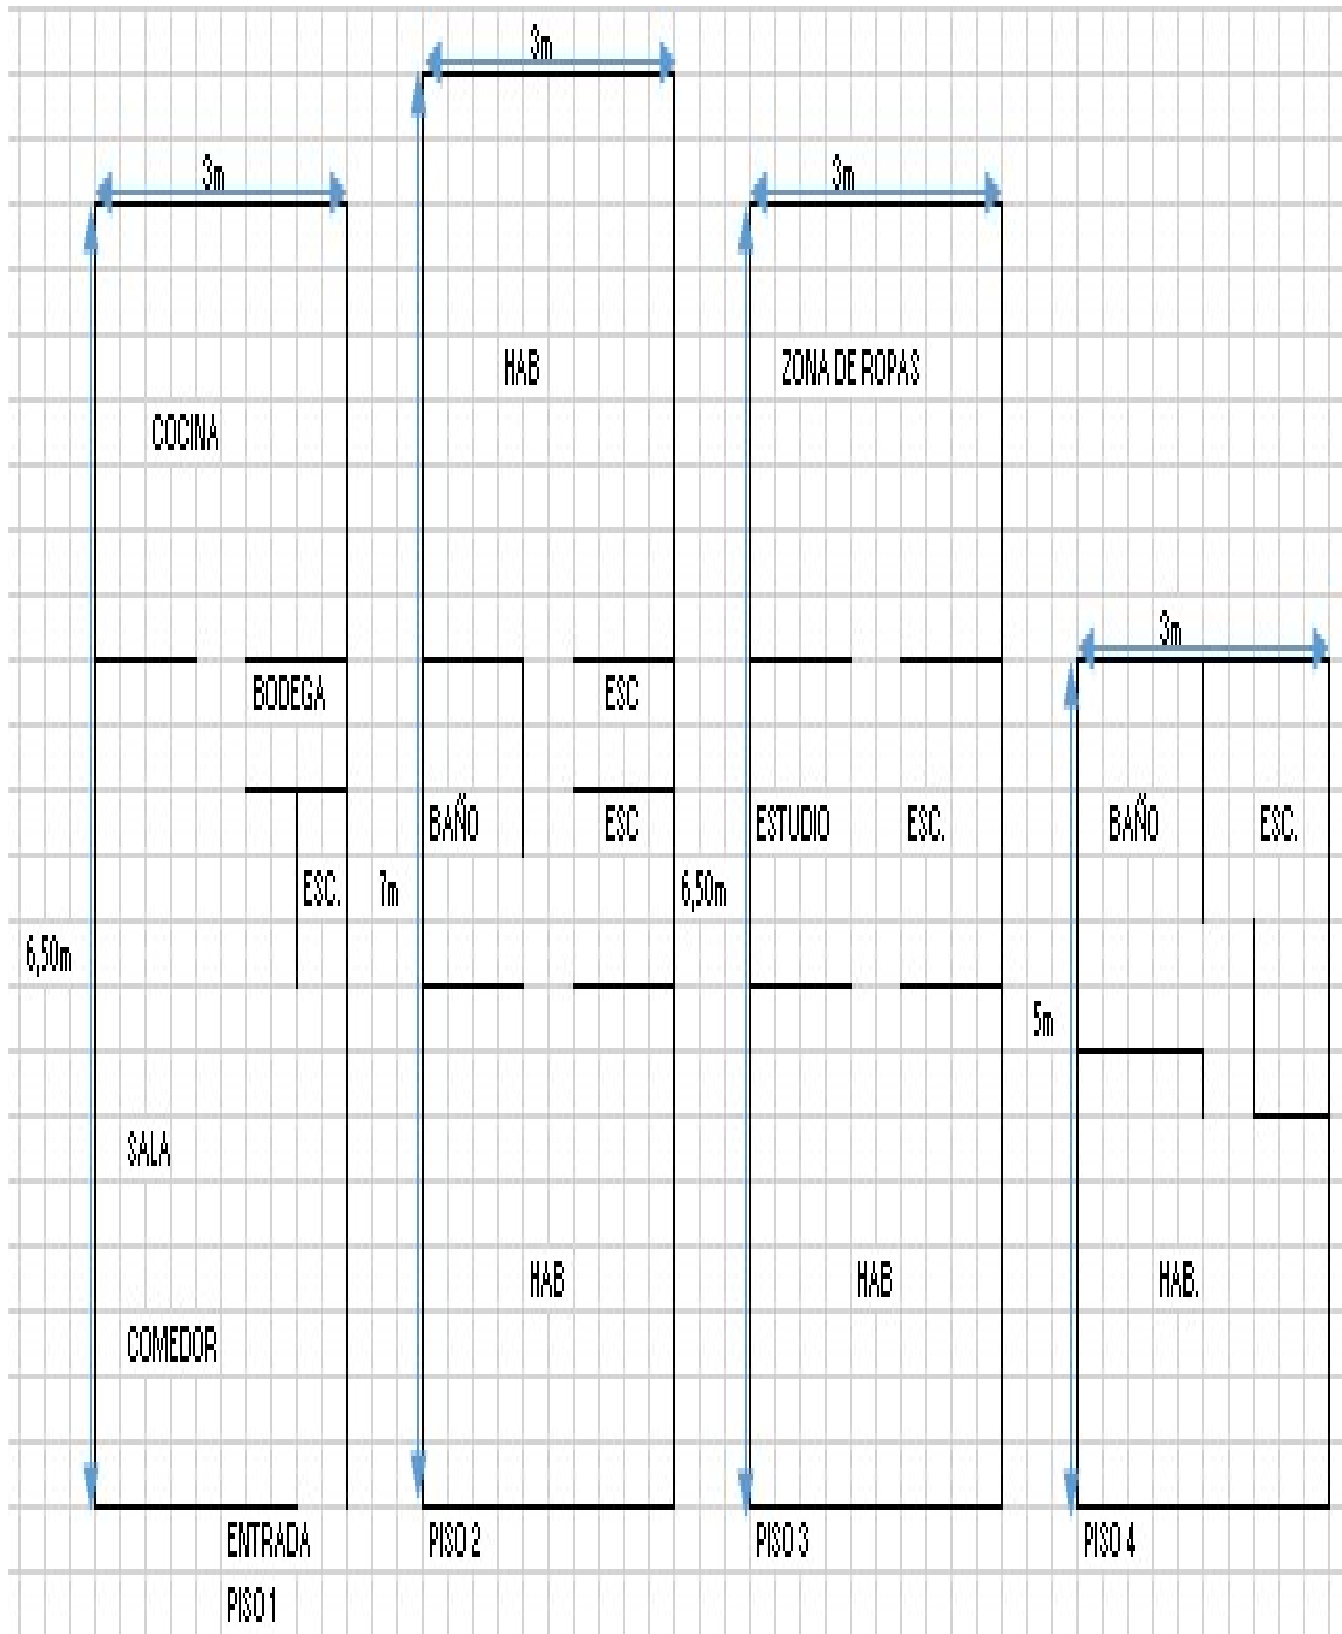 3m
COCINA
BODEGA
ESC.
6,50m
SALA
COMEDOR
ENTRADA
PISO 1
3m
HAB
ESC
BAÑO
ESC
7m
HAB
PISO 2
3m
ZONA DE ROPAS
ESTUDIO
ESC.
6,50m
HAB
PISO 3
3m
BAÑO
ESC.
5m
HAB.
PISO 4